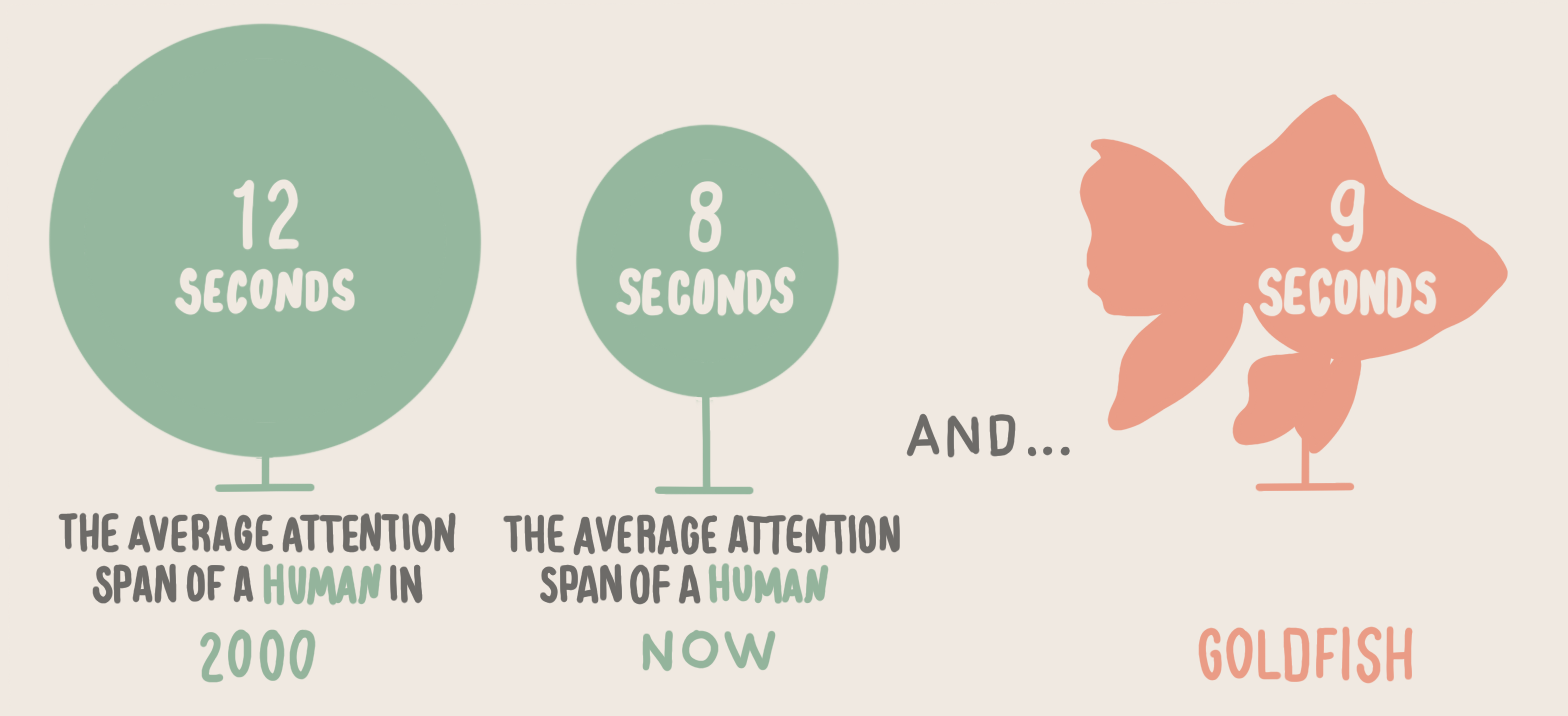 12
SECONDS
THE AVERAGE ATTENTION
SPAN OF A HUMAN IN
2000
8
SECONDS
THE AVERAGE ATTENTION
SPAN OF A HUMAN
NOW
AND...
9
SECONDS
GOLDFISH